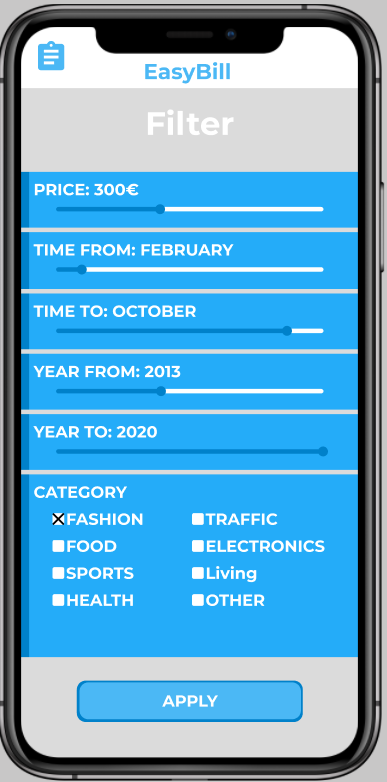 EasyBill
Filter
PRICE: 300€
TIME FROM: FEBRUARY
TIME TO: OCTOBER
YEAR FROM: 2013
YEAR TO: 2020
CATEGORY
FASHION TRAFFIC
FOOD ELECTRONICS
SPORTS Living
HEALTH OTHER
APPLY